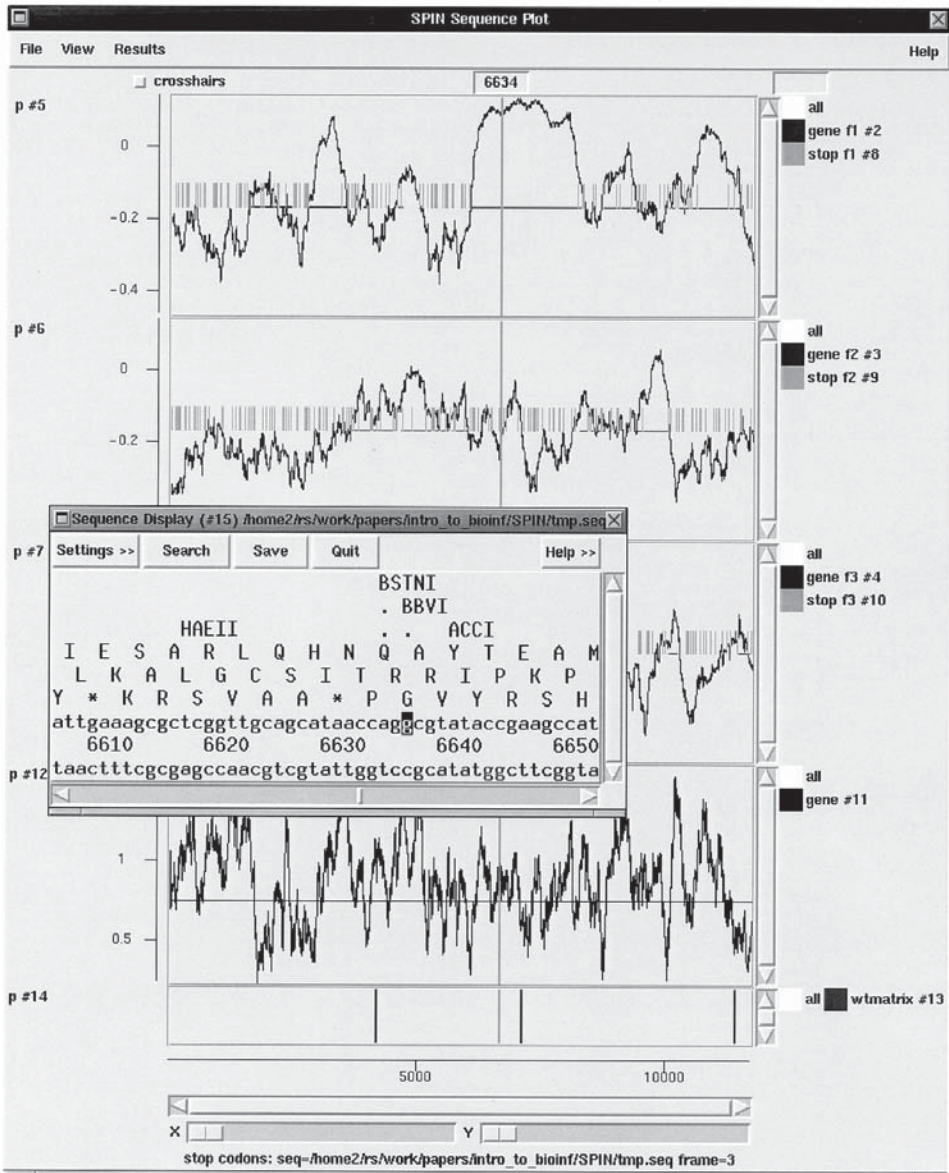 SPIN Sequence Plot
File View Results Help
crosshairs 6634
p #5
0
-0.2
-0.4
all
gene f1 #2
stop f1 #8
p #6
0
-0.2
all
gene f2 #3
stop f2 #9
Sequence Display (#15) /home2/rs/work/papers/intro_to_bioinf/SPIN/tmp.seq
Settings >> Search Save Quit Help >>
BSTNI
. BBVI
HAEII . . ACCI
I E S A R L Q H N Q A Y T E A M
L K A L G C S I T R R I P K P
Y * K R S V A A * P G V Y R S H
attgaaagcgctcggttgcagcataaccaggcgtataccgaagccat
6610 6620 6630 6640 6650
taactttcgcgagccaacgtcgtattggtccgcatatggcttcggta
p #7
all
gene f3 #4
stop f3 #10
p #12
1
0.5
all
gene #11
p #14
all wtmatrix #13
5000 10000
X Y
stop codons: seq=/home2/rs/work/papers/intro_to_bioinf/SPIN/tmp.seq frame=3